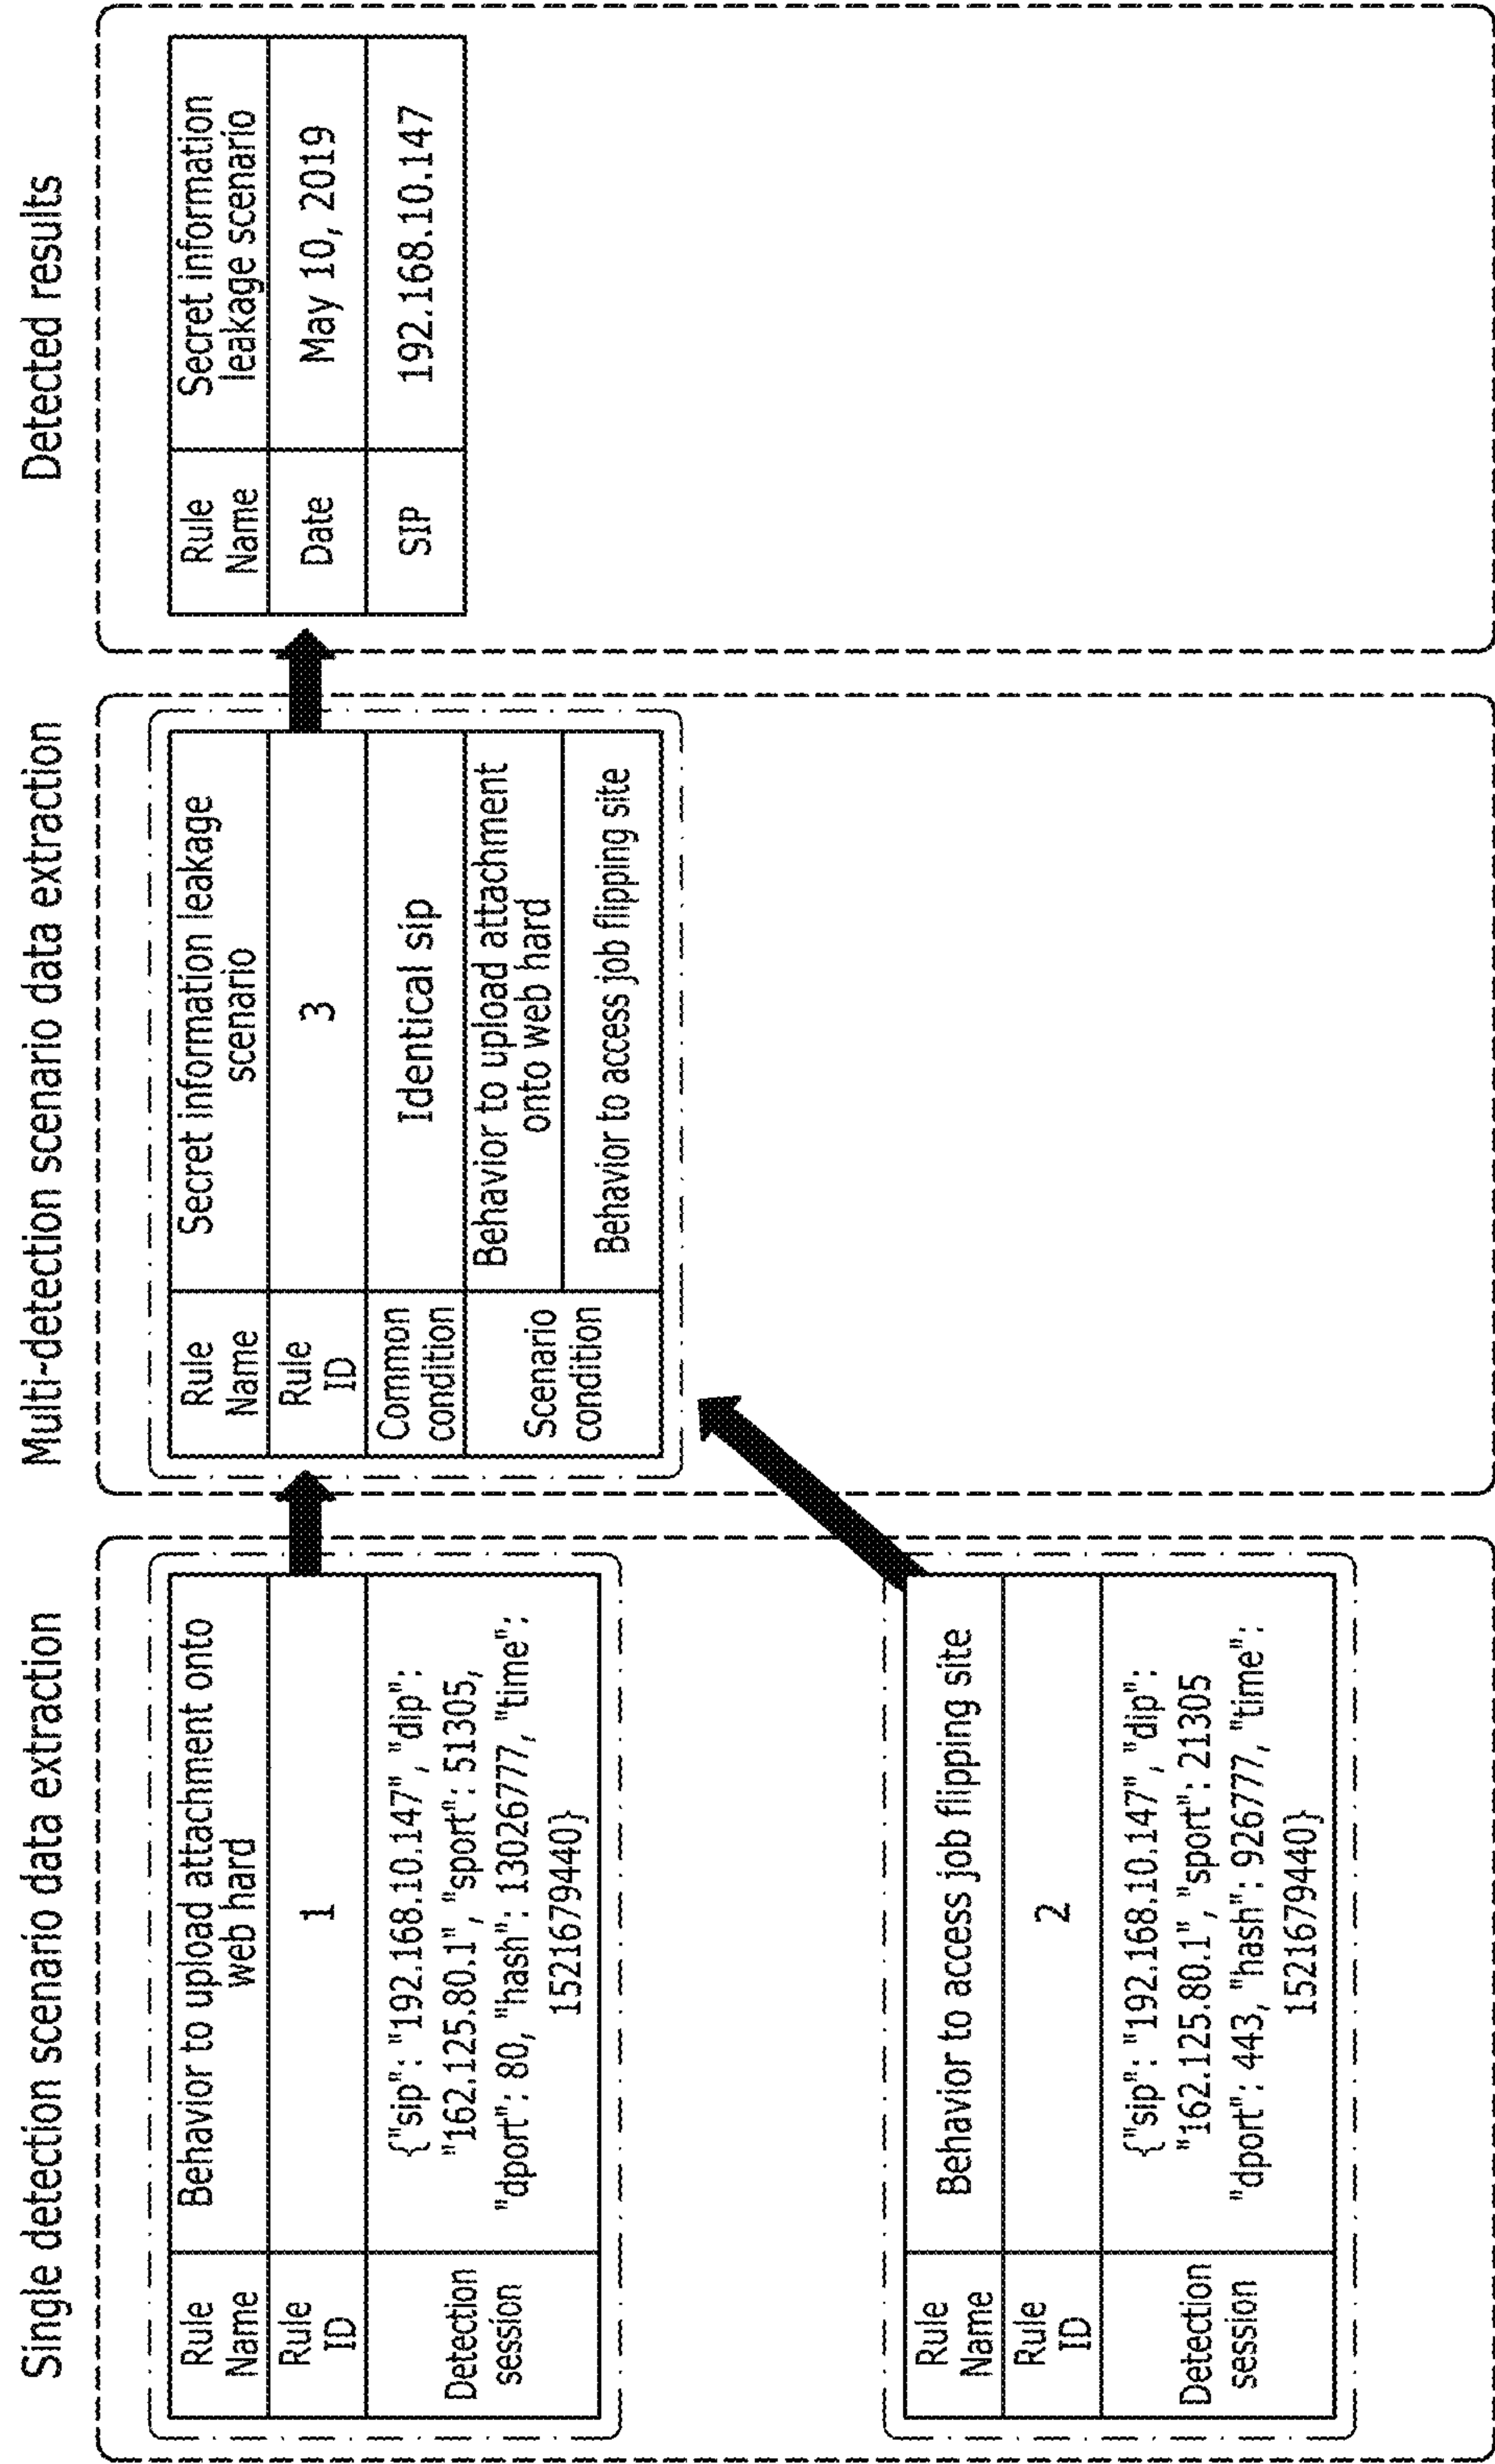 Single detection scenario data extraction
Rule
Name
Behavior to upload attachment onto
web hard
Rule
ID
1
Detection
session
{"sip": "192.168.10.147", "dip":
"162.125.80.1", "sport": 51305,
"dport": 80, "hash": 13026777, "time":
1521679440}
Rule
Name
Behavior to access job flipping site
Rule
ID
2
Detection
session
{"sip": "192.168.10.147", "dip":
"162.125.80.1", "sport": 21305
"dport": 443, "hash": 926777, "time":
1521679440}
Multi-detection scenario data extraction
Rule
Name
Secret information leakage
scenario
Rule
ID
3
Common
condition
Identical sip
Scenario
condition
Behavior to upload attachment
onto web hard
Behavior to access job flipping site
Detected results
Rule
Name
Secret information
leakage scenario
Date
May 10, 2019
SIP
192.168.10.147